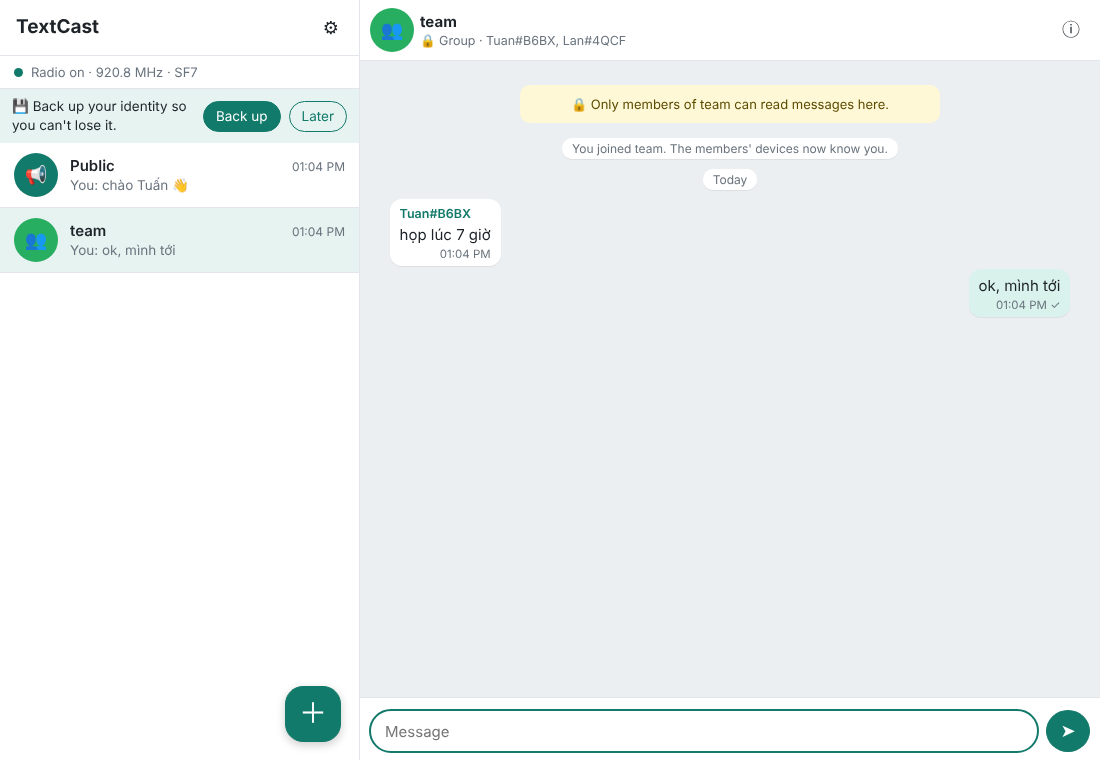 TextCast
Radio on · 920.8 MHz · SF7
💾 Back up your identity so
you can't lose it.
Back up
Later
Public
01:04 PM
You: chào Tuấn 👋
team
01:04 PM
You: ok, mình tới
team
🔒 Group · Tuan#B6BX, Lan#4QCF
🔒 Only members of team can read messages here.
You joined team. The members' devices now know you.
Today
Tuan#B6BX
họp lúc 7 giờ
01:04 PM
ok, mình tới
01:04 PM ✓
Message